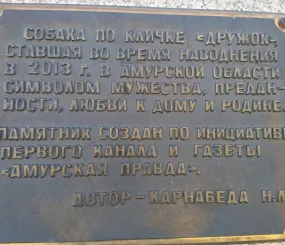 СОБАКА ПО КЛИЧКЕ «ДРУЖОК»,
СТАВШАЯ ВО ВРЕМЯ НАВОДНЕНИЯ
В 2013 г. В АМУРСКОЙ ОБЛАСТИ
СИМВОЛОМ МУЖЕСТВА, ПРЕДАН-
НОСТИ, ЛЮБВИ К ДОМУ И РОДИНЕ.
ПАМЯТНИК СОЗДАН ПО ИНИЦИАТИВЕ
ПЕРВОГО КАНАЛА И ГАЗЕТЫ
«АМУРСКАЯ ПРАВДА».
АВТОР - КАРНАБЕДА Н.Л